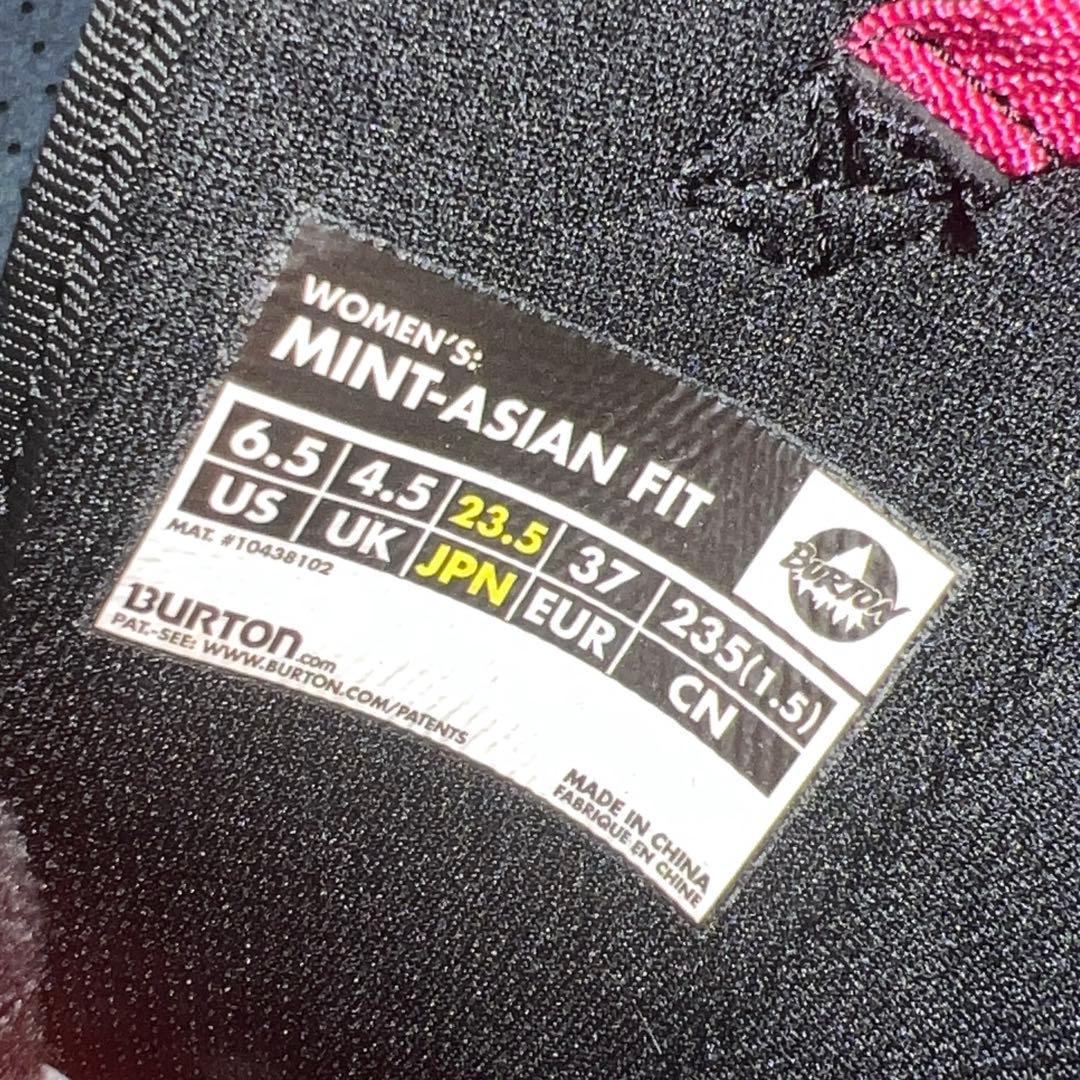 WOMEN'S:
MINT-ASIAN FIT
6.5 4.5 23.5 37 235(1.5)
US UK JPN EUR CN
BURTON
MAT. #10438102
BURTON.com
PAT.-SEE: WWW.BURTON.COM/PATENTS
MADE IN CHINA
FABRIQUE EN CHINE